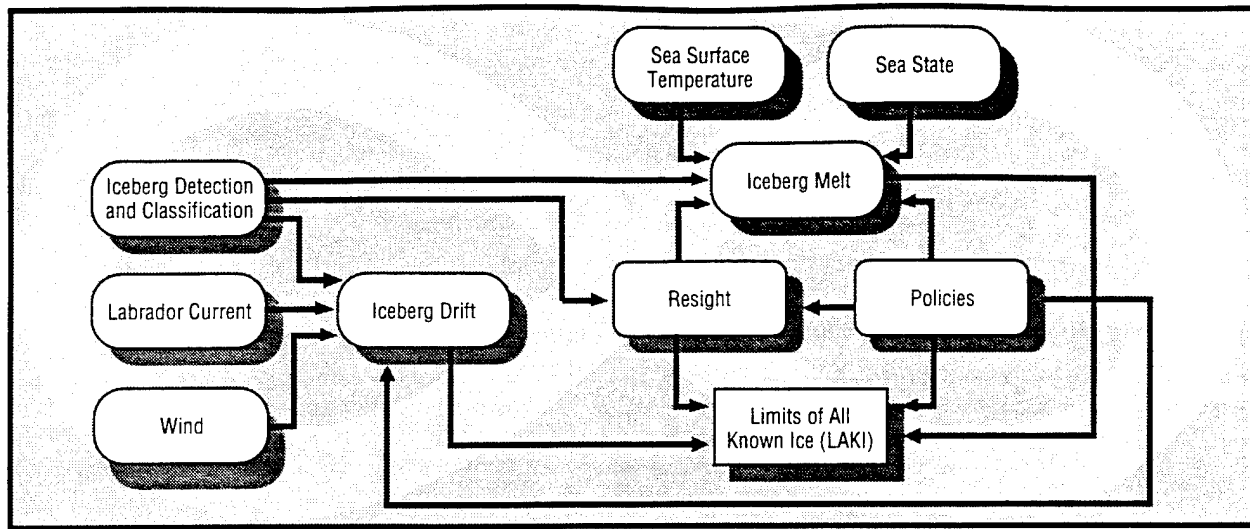 Sea Surface
Temperature
Sea State
Iceberg Detection
and Classification
Iceberg Melt
Labrador Current
Iceberg Drift
Resight
Policies
Wind
Limits of All
Known Ice (LAKI)